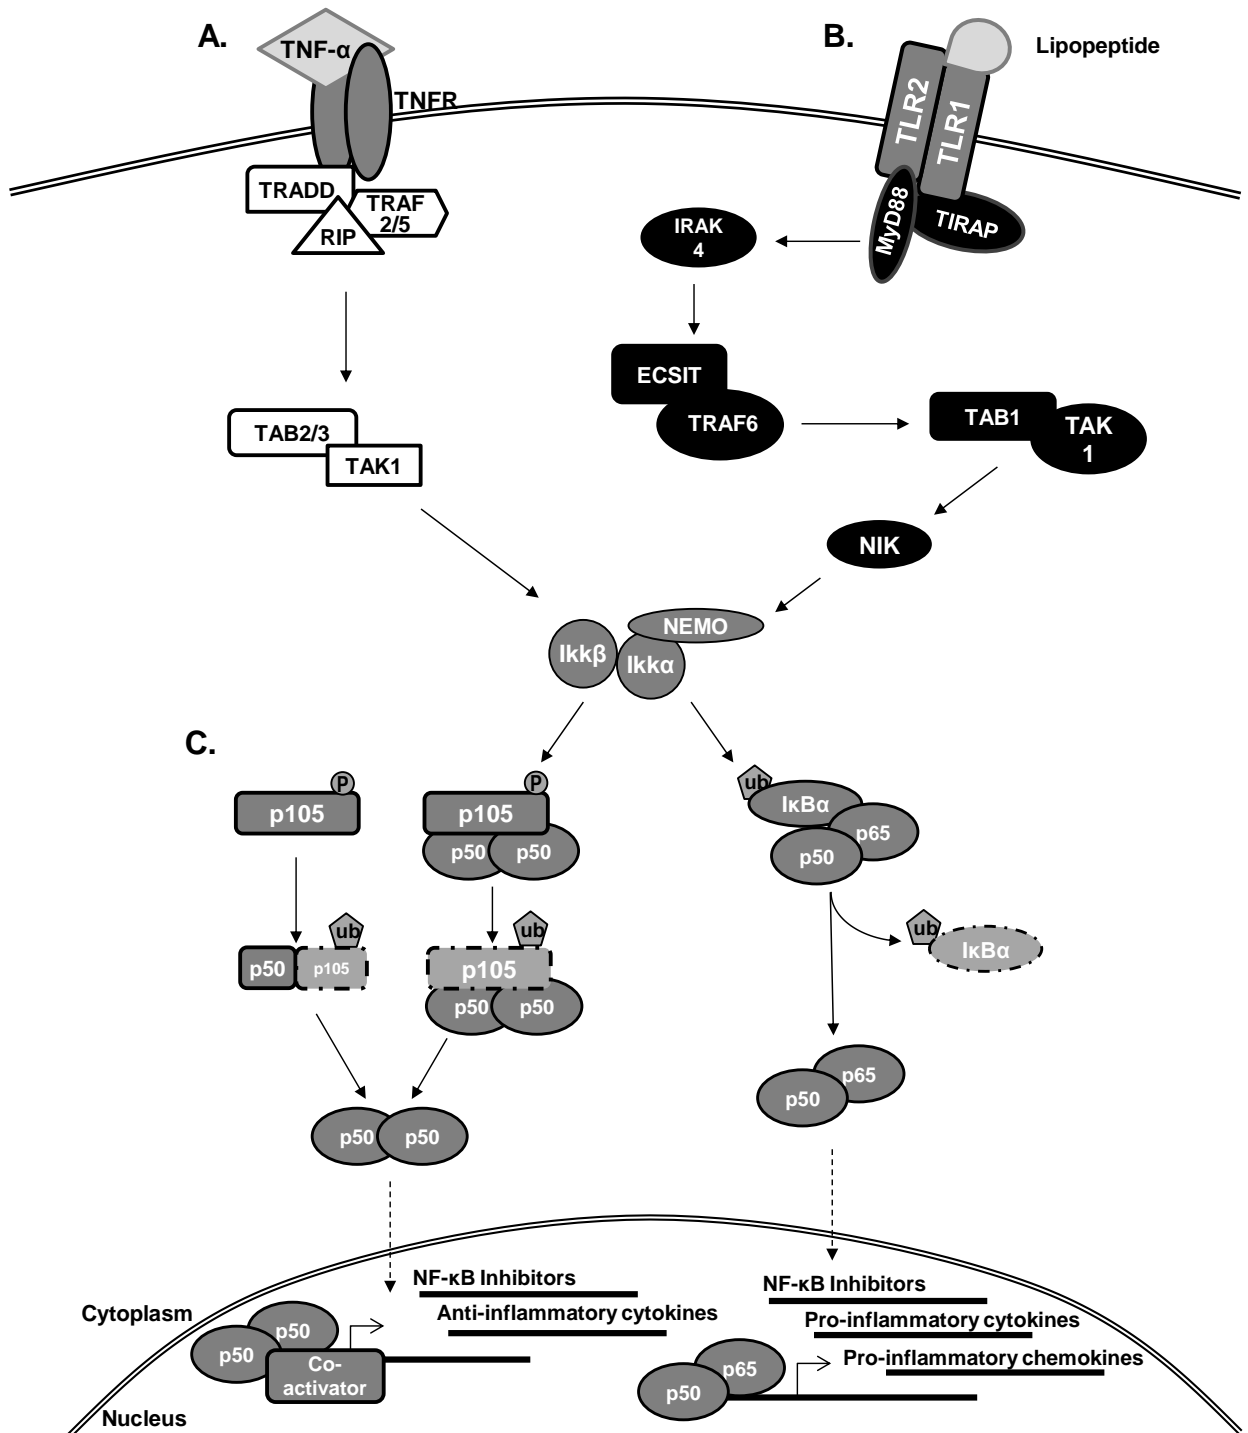 A.
TNF-α
TNFR
TRADD
TRAF
2/5
RIP
TAB2/3
TAK1
B.
Lipopeptide
TLR2
TLR1
MyD88
TIRAP
IRAK
4
ECSIT
TRAF6
TAB1
TAK
1
NIK
NEMO
Ikkβ
Ikkα
C.
P
p105
P
p105
p50
p50
ub
IκBα
p65
p50
ub
p50
p105
ub
p105
p50
p50
ub
IκBα
p50
p50
p65
p50
Cytoplasm
Nucleus
NF-κB Inhibitors
Anti-inflammatory cytokines
p50
p50
Co-
activator
NF-κB Inhibitors
Pro-inflammatory cytokines
Pro-inflammatory chemokines
p65
p50